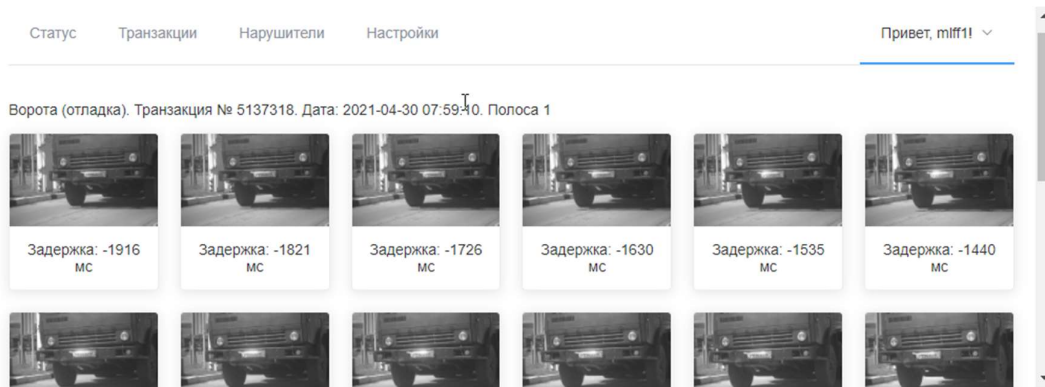 Статус Транзакции Нарушители Настройки Привет, mlff1!
Ворота (отладка). Транзакция № 5137318. Дата: 2021-04-30 07:59:10. Полоса 1
Задержка: -1916 мс
Задержка: -1821 мс
Задержка: -1726 мс
Задержка: -1630 мс
Задержка: -1535 мс
Задержка: -1440 мс